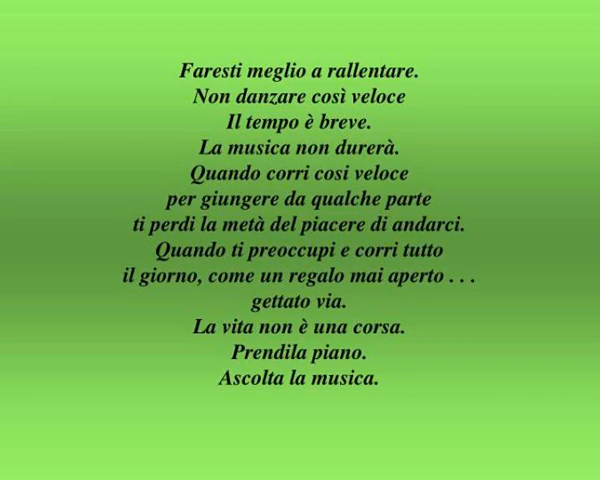 Faresti meglio a rallentare.
Non danzare così veloce
Il tempo è breve.
La musica non durerà.
Quando corri cosi veloce
per giungere da qualche parte
ti perdi la metà del piacere di andarci.
Quando ti preoccupi e corri tutto
il giorno, come un regalo mai aperto . . .
gettato via.
La vita non è una corsa.
Prendila piano.
Ascolta la musica.